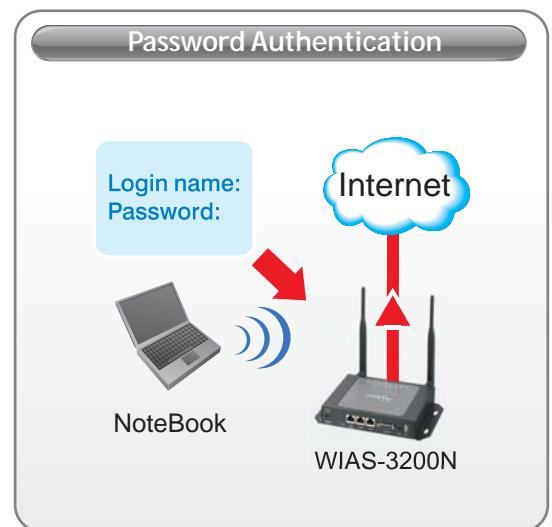 Password Authentication
Login name:
Password:
Internet
NoteBook
WIAS-3200N